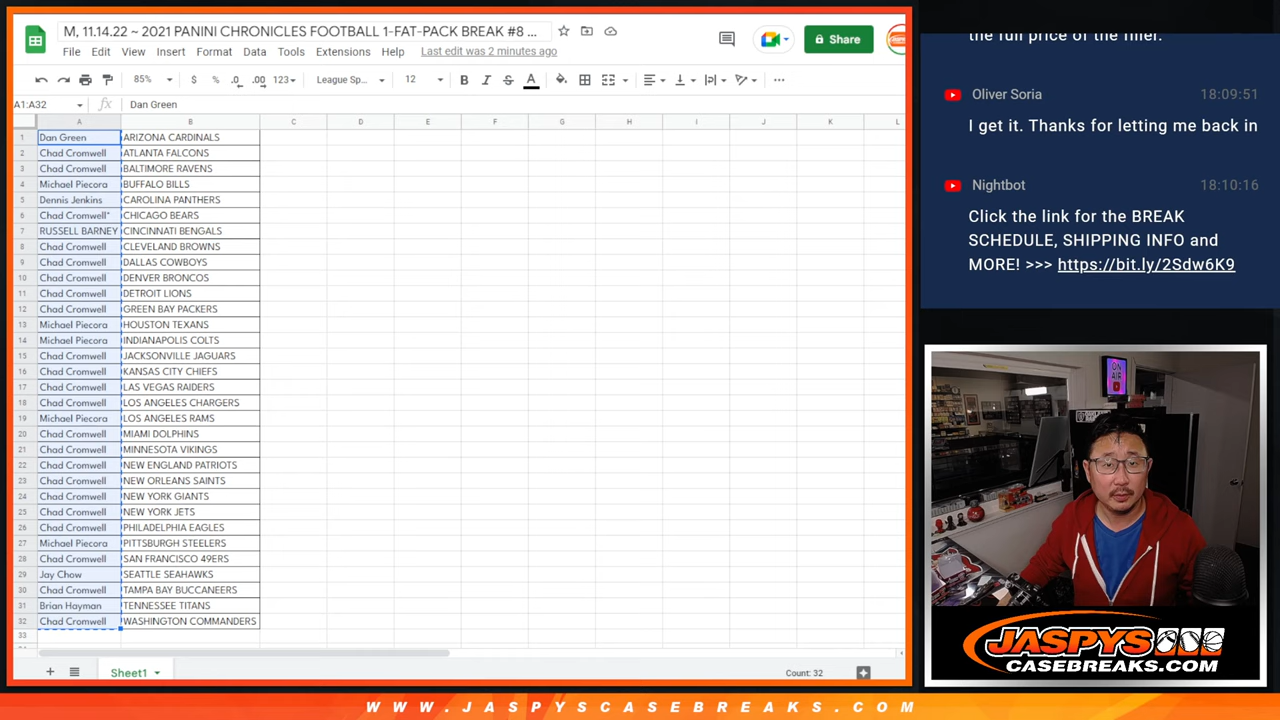 M, 11.14.22 ~ 2021 PANINI CHRONICLES FOOTBALL 1-FAT-PACK BREAK #8 ...
File Edit View Insert Format Data Tools Extensions Help Last edit was 2 minutes ago
Share
85% $ % .0 .00 123 League Sp... 12 B I S A
A1:A32 fx Dan Green
A B C D E F G H I J K L
1 Dan Green ARIZONA CARDINALS
2 Chad Cromwell ATLANTA FALCONS
3 Chad Cromwell BALTIMORE RAVENS
4 Michael Piecora BUFFALO BILLS
5 Dennis Jenkins CAROLINA PANTHERS
6 Chad Cromwell* CHICAGO BEARS
7 RUSSELL BARNEY CINCINNATI BENGALS
8 Chad Cromwell CLEVELAND BROWNS
9 Chad Cromwell DALLAS COWBOYS
10 Chad Cromwell DENVER BRONCOS
11 Chad Cromwell DETROIT LIONS
12 Chad Cromwell GREEN BAY PACKERS
13 Michael Piecora HOUSTON TEXANS
14 Michael Piecora INDIANAPOLIS COLTS
15 Chad Cromwell JACKSONVILLE JAGUARS
16 Chad Cromwell KANSAS CITY CHIEFS
17 Chad Cromwell LAS VEGAS RAIDERS
18 Chad Cromwell LOS ANGELES CHARGERS
19 Michael Piecora LOS ANGELES RAMS
20 Chad Cromwell MIAMI DOLPHINS
21 Chad Cromwell MINNESOTA VIKINGS
22 Chad Cromwell NEW ENGLAND PATRIOTS
23 Chad Cromwell NEW ORLEANS SAINTS
24 Chad Cromwell NEW YORK GIANTS
25 Chad Cromwell NEW YORK JETS
26 Chad Cromwell PHILADELPHIA EAGLES
27 Michael Piecora PITTSBURGH STEELERS
28 Chad Cromwell SAN FRANCISCO 49ERS
29 Jay Chow SEATTLE SEAHAWKS
30 Chad Cromwell TAMPA BAY BUCCANEERS
31 Brian Hayman TENNESSEE TITANS
32 Chad Cromwell WASHINGTON COMMANDERS
33
Sheet1 Count: 32
the full price of the filler.
Oliver Soria 18:09:51
I get it. Thanks for letting me back in
Nightbot 18:10:16
Click the link for the BREAK
SCHEDULE, SHIPPING INFO and
MORE! >>> https://bit.ly/2Sdw6K9
ON
AIR
JASPYS
CASEBREAKS.COM
WWW.JASPYSCASEBREAKS.COM